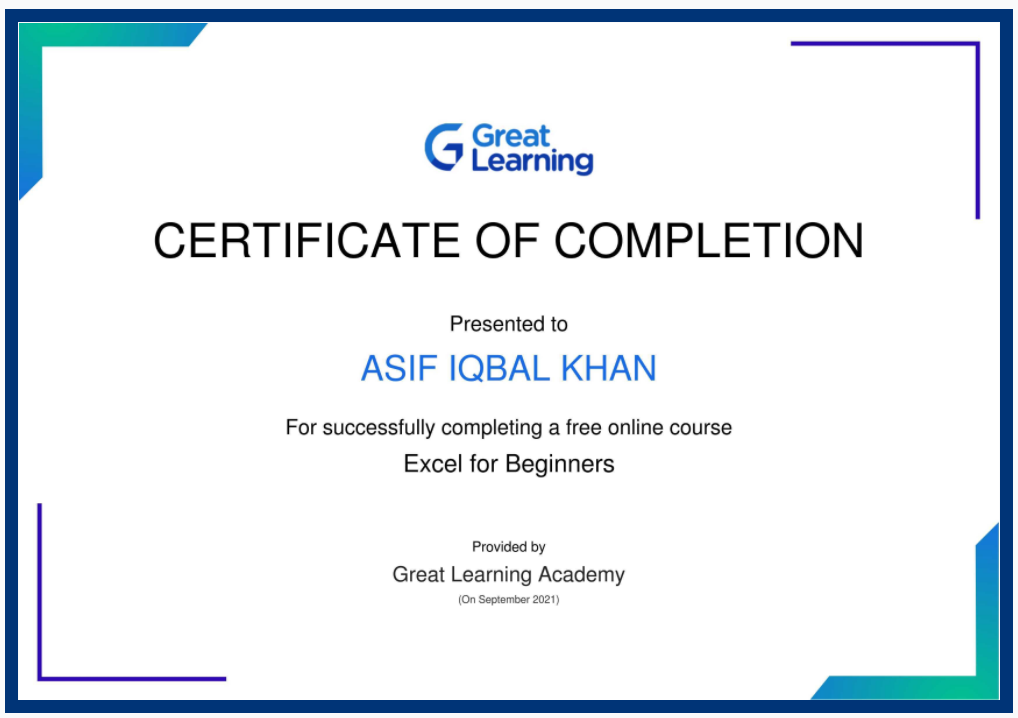 Great
Learning
CERTIFICATE OF COMPLETION
Presented to
ASIF IQBAL KHAN
For successfully completing a free online course
Excel for Beginners
Provided by
Great Learning Academy
(On September 2021)